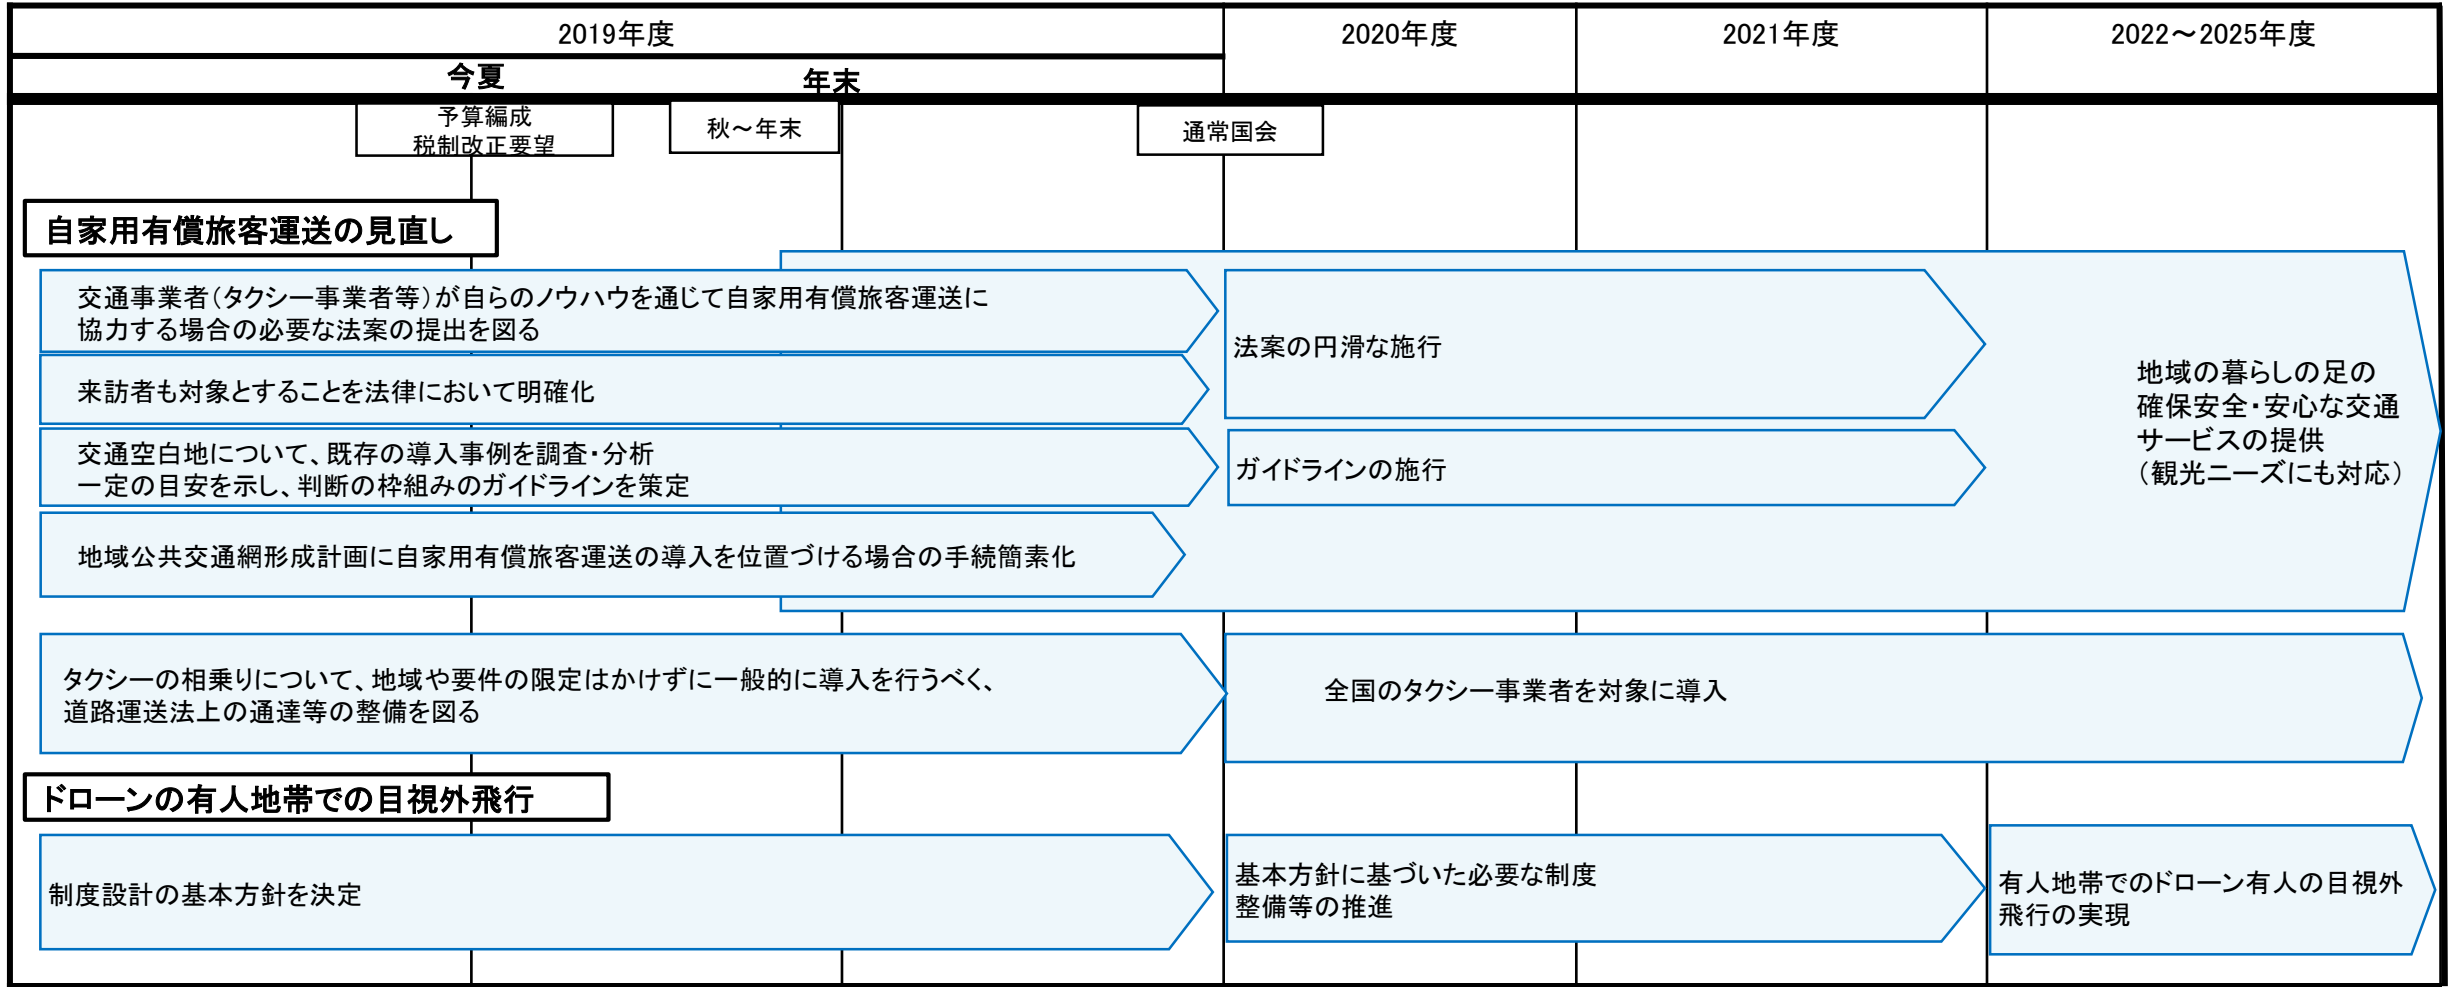 2019年度
2020年度
2021年度
2022～2025年度
今夏
年末
予算編成
税制改正要望
秋～年末
通常国会
自家用有償旅客運送の見直し
交通事業者(タクシー事業者等)が自らのノウハウを通じて自家用有償旅客運送に
協力する場合の必要な法案の提出を図る
法案の円滑な施行
来訪者も対象とすることを法律において明確化
地域の暮らしの足の
確保安全・安心な交通
サービスの提供
(観光ニーズにも対応)
交通空白地について、既存の導入事例を調査・分析
一定の目安を示し、判断の枠組みのガイドラインを策定
ガイドラインの施行
地域公共交通網形成計画に自家用有償旅客運送の導入を位置づける場合の手続簡素化
タクシーの相乗りについて、地域や要件の限定はかけずに一般的に導入を行うべく、
道路運送法上の通達等の整備を図る
全国のタクシー事業者を対象に導入
ドローンの有人地帯での目視外飛行
制度設計の基本方針を決定
基本方針に基づいた必要な制度
整備等の推進
有人地帯でのドローン有人の目視外
飛行の実現